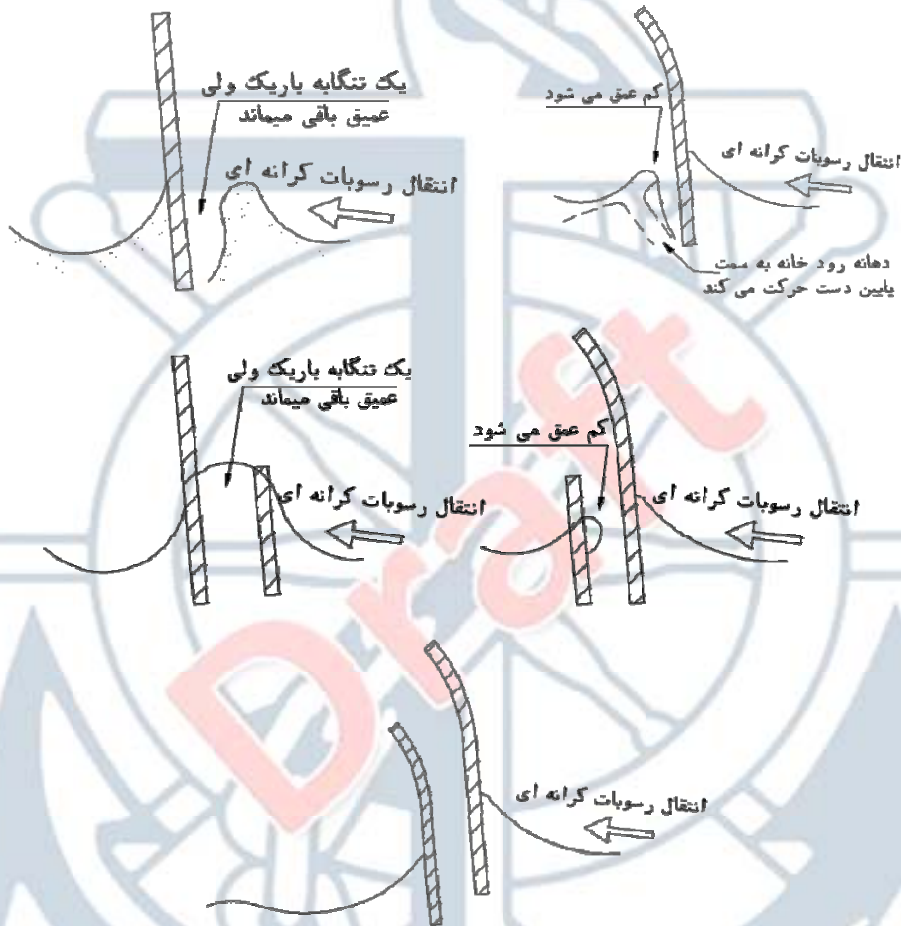 یک تنگابه باریک ولی
عمیق باقی میماند
انتقال رسوبات کرانه ای
کم عمق می شود
انتقال رسوبات کرانه ای
دهانه رود خانه به سمت
پایین دست حرکت می کند
یک تنگابه باریک ولی
عمیق باقی میماند
انتقال رسوبات کرانه ای
کم عمق می شود
انتقال رسوبات کرانه ای
انتقال رسوبات کرانه ای
Draft